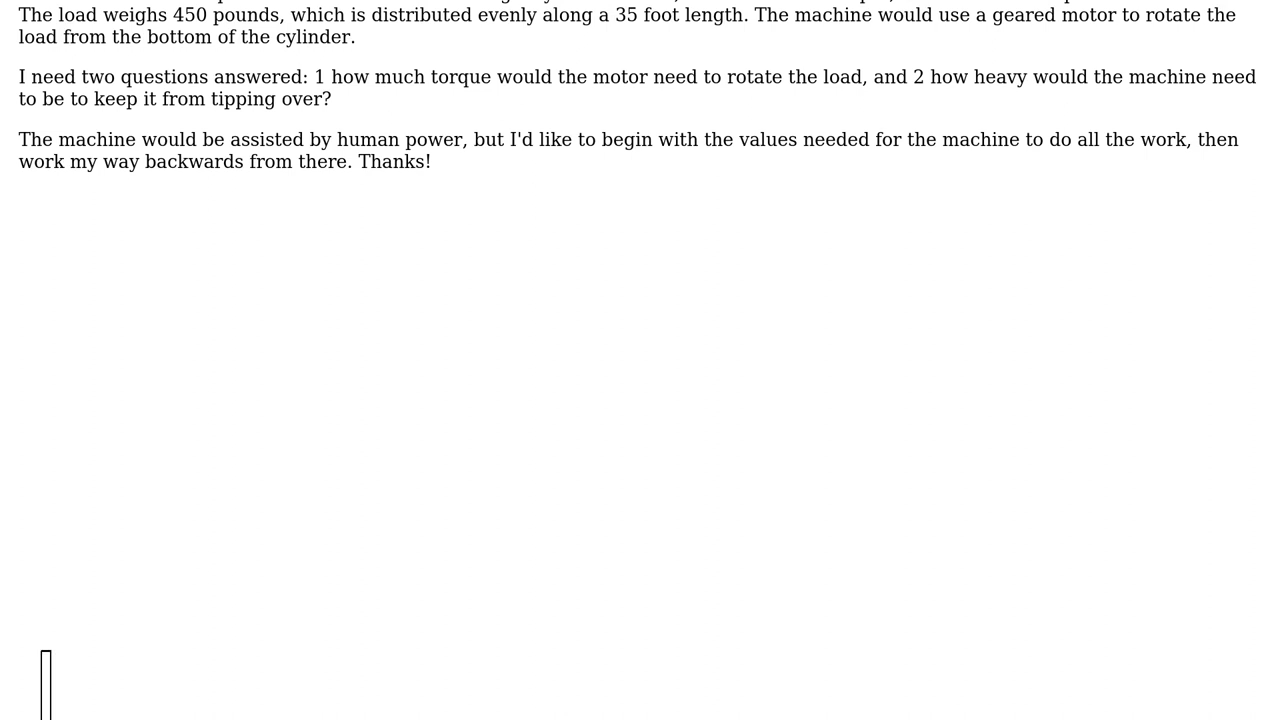 The load weighs 450 pounds, which is distributed evenly along a 35 foot length. The machine would use a geared motor to rotate the
load from the bottom of the cylinder.
I need two questions answered: 1 how much torque would the motor need to rotate the load, and 2 how heavy would the machine need
to be to keep it from tipping over?
The machine would be assisted by human power, but I'd like to begin with the values needed for the machine to do all the work, then
work my way backwards from there. Thanks!